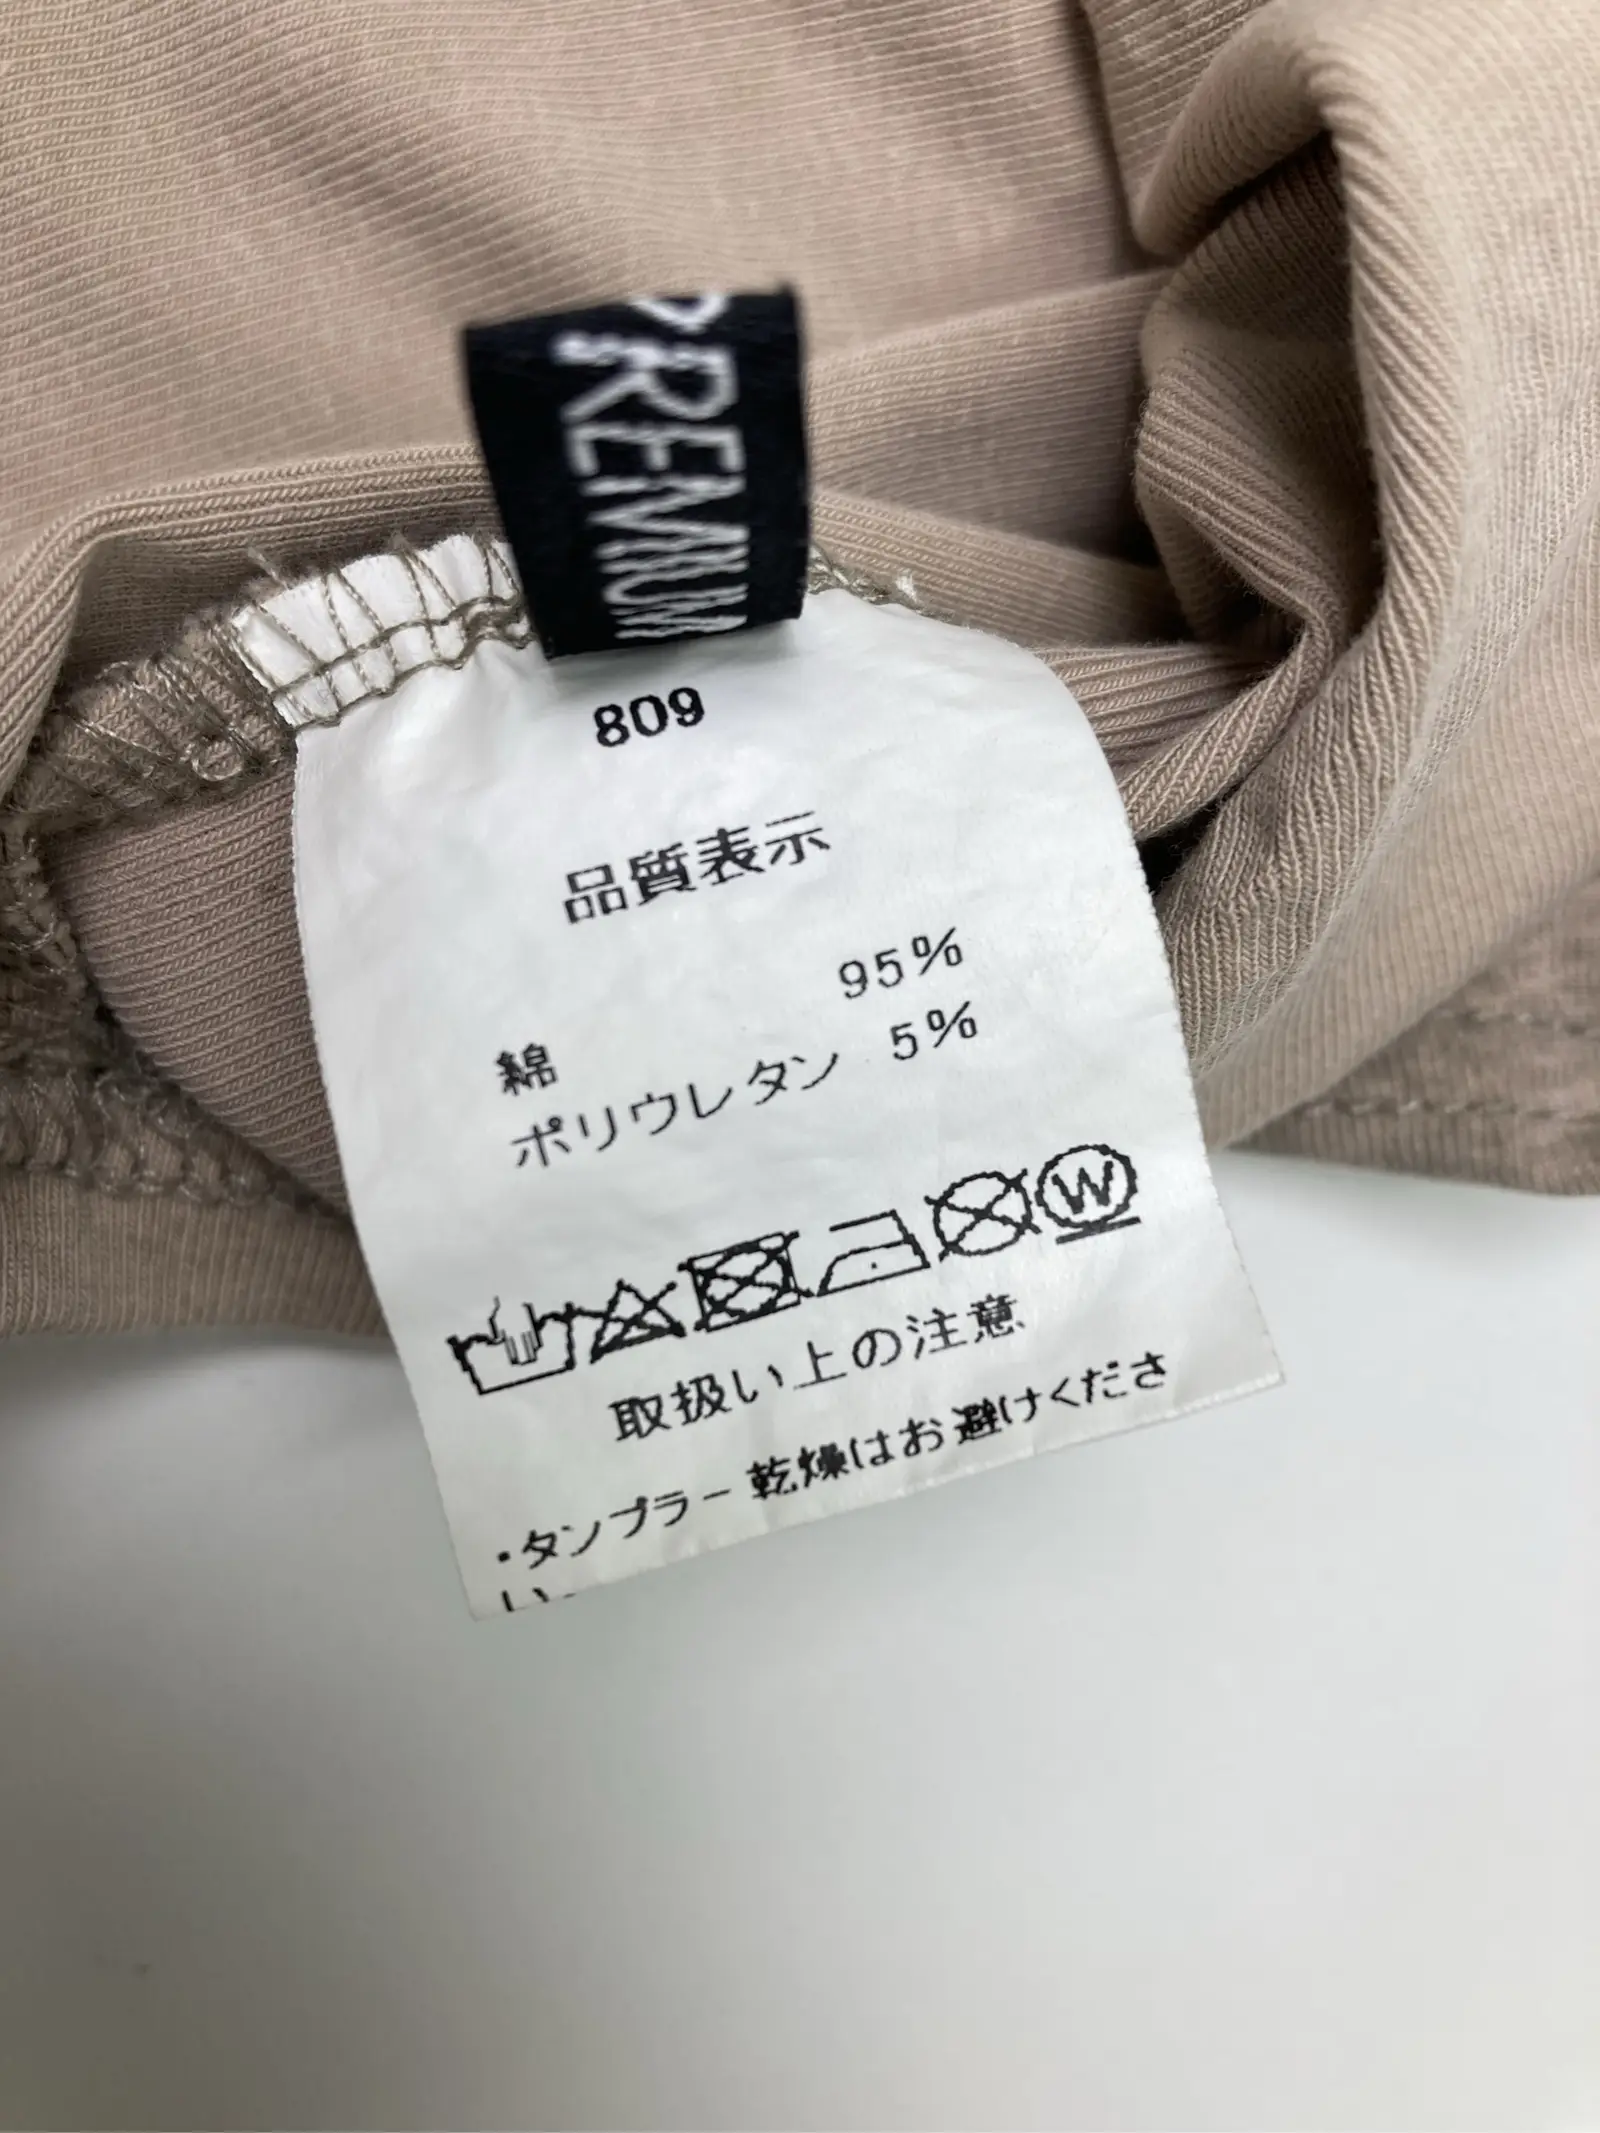 PREMIUM
809
品質表示
綿 95%
ポリウレタン 5%
W
取扱い上の注意
・タンブラー乾燥はお避けくださ
い。